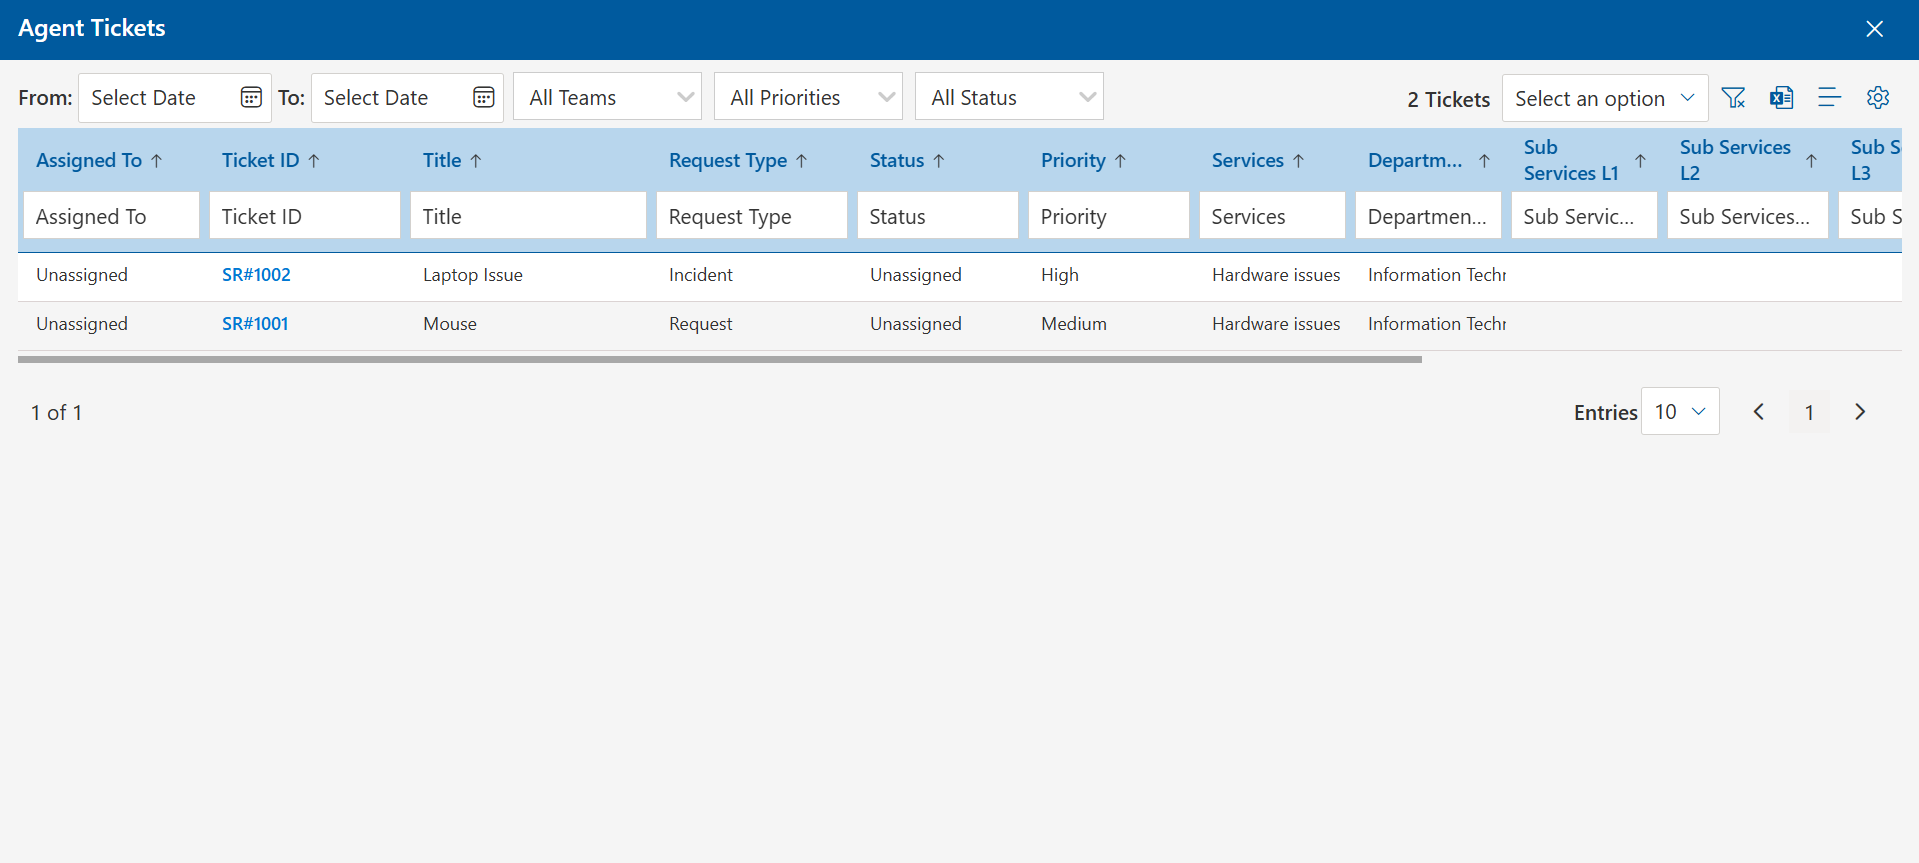 Agent Tickets
From: Select Date To: Select Date All Teams All Priorities All Status 2 Tickets Select an option
Assigned To Ticket ID Title Request Type Status Priority Services Departm... Sub Services L1 Sub Services L2 Sub S L3
Assigned To Ticket ID Title Request Type Status Priority Services Departmen... Sub Servic... Sub Services... Sub S
Unassigned SR#1002 Laptop Issue Incident Unassigned High Hardware issues Information Techn
Unassigned SR#1001 Mouse Request Unassigned Medium Hardware issues Information Techn
1 of 1 Entries 10 1